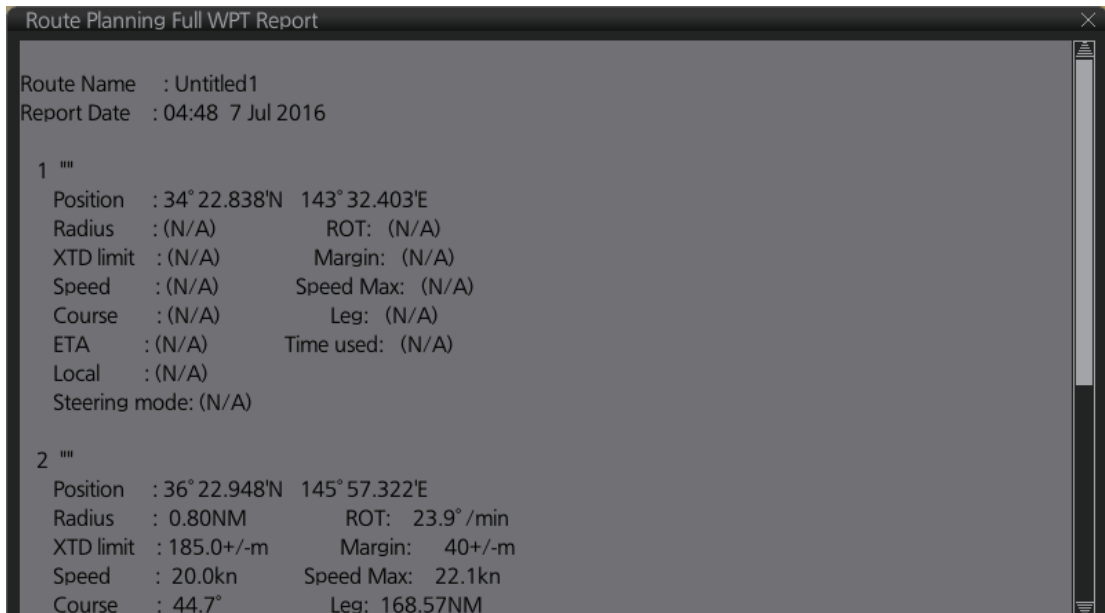 Route Planning Full WPT Report
Route Name : Untitled1
Report Date : 04:48 7 Jul 2016
1 ""
Position : 34°22.838'N 143°32.403'E
Radius : (N/A) ROT: (N/A)
XTD limit : (N/A) Margin: (N/A)
Speed : (N/A) Speed Max: (N/A)
Course : (N/A) Leg: (N/A)
ETA : (N/A) Time used: (N/A)
Local : (N/A)
Steering mode: (N/A)
2 ""
Position : 36°22.948'N 145°57.322'E
Radius : 0.80NM ROT: 23.9°/min
XTD limit : 185.0+/-m Margin: 40+/-m
Speed : 20.0kn Speed Max: 22.1kn
Course : 44.7° Leg: 168.57NM